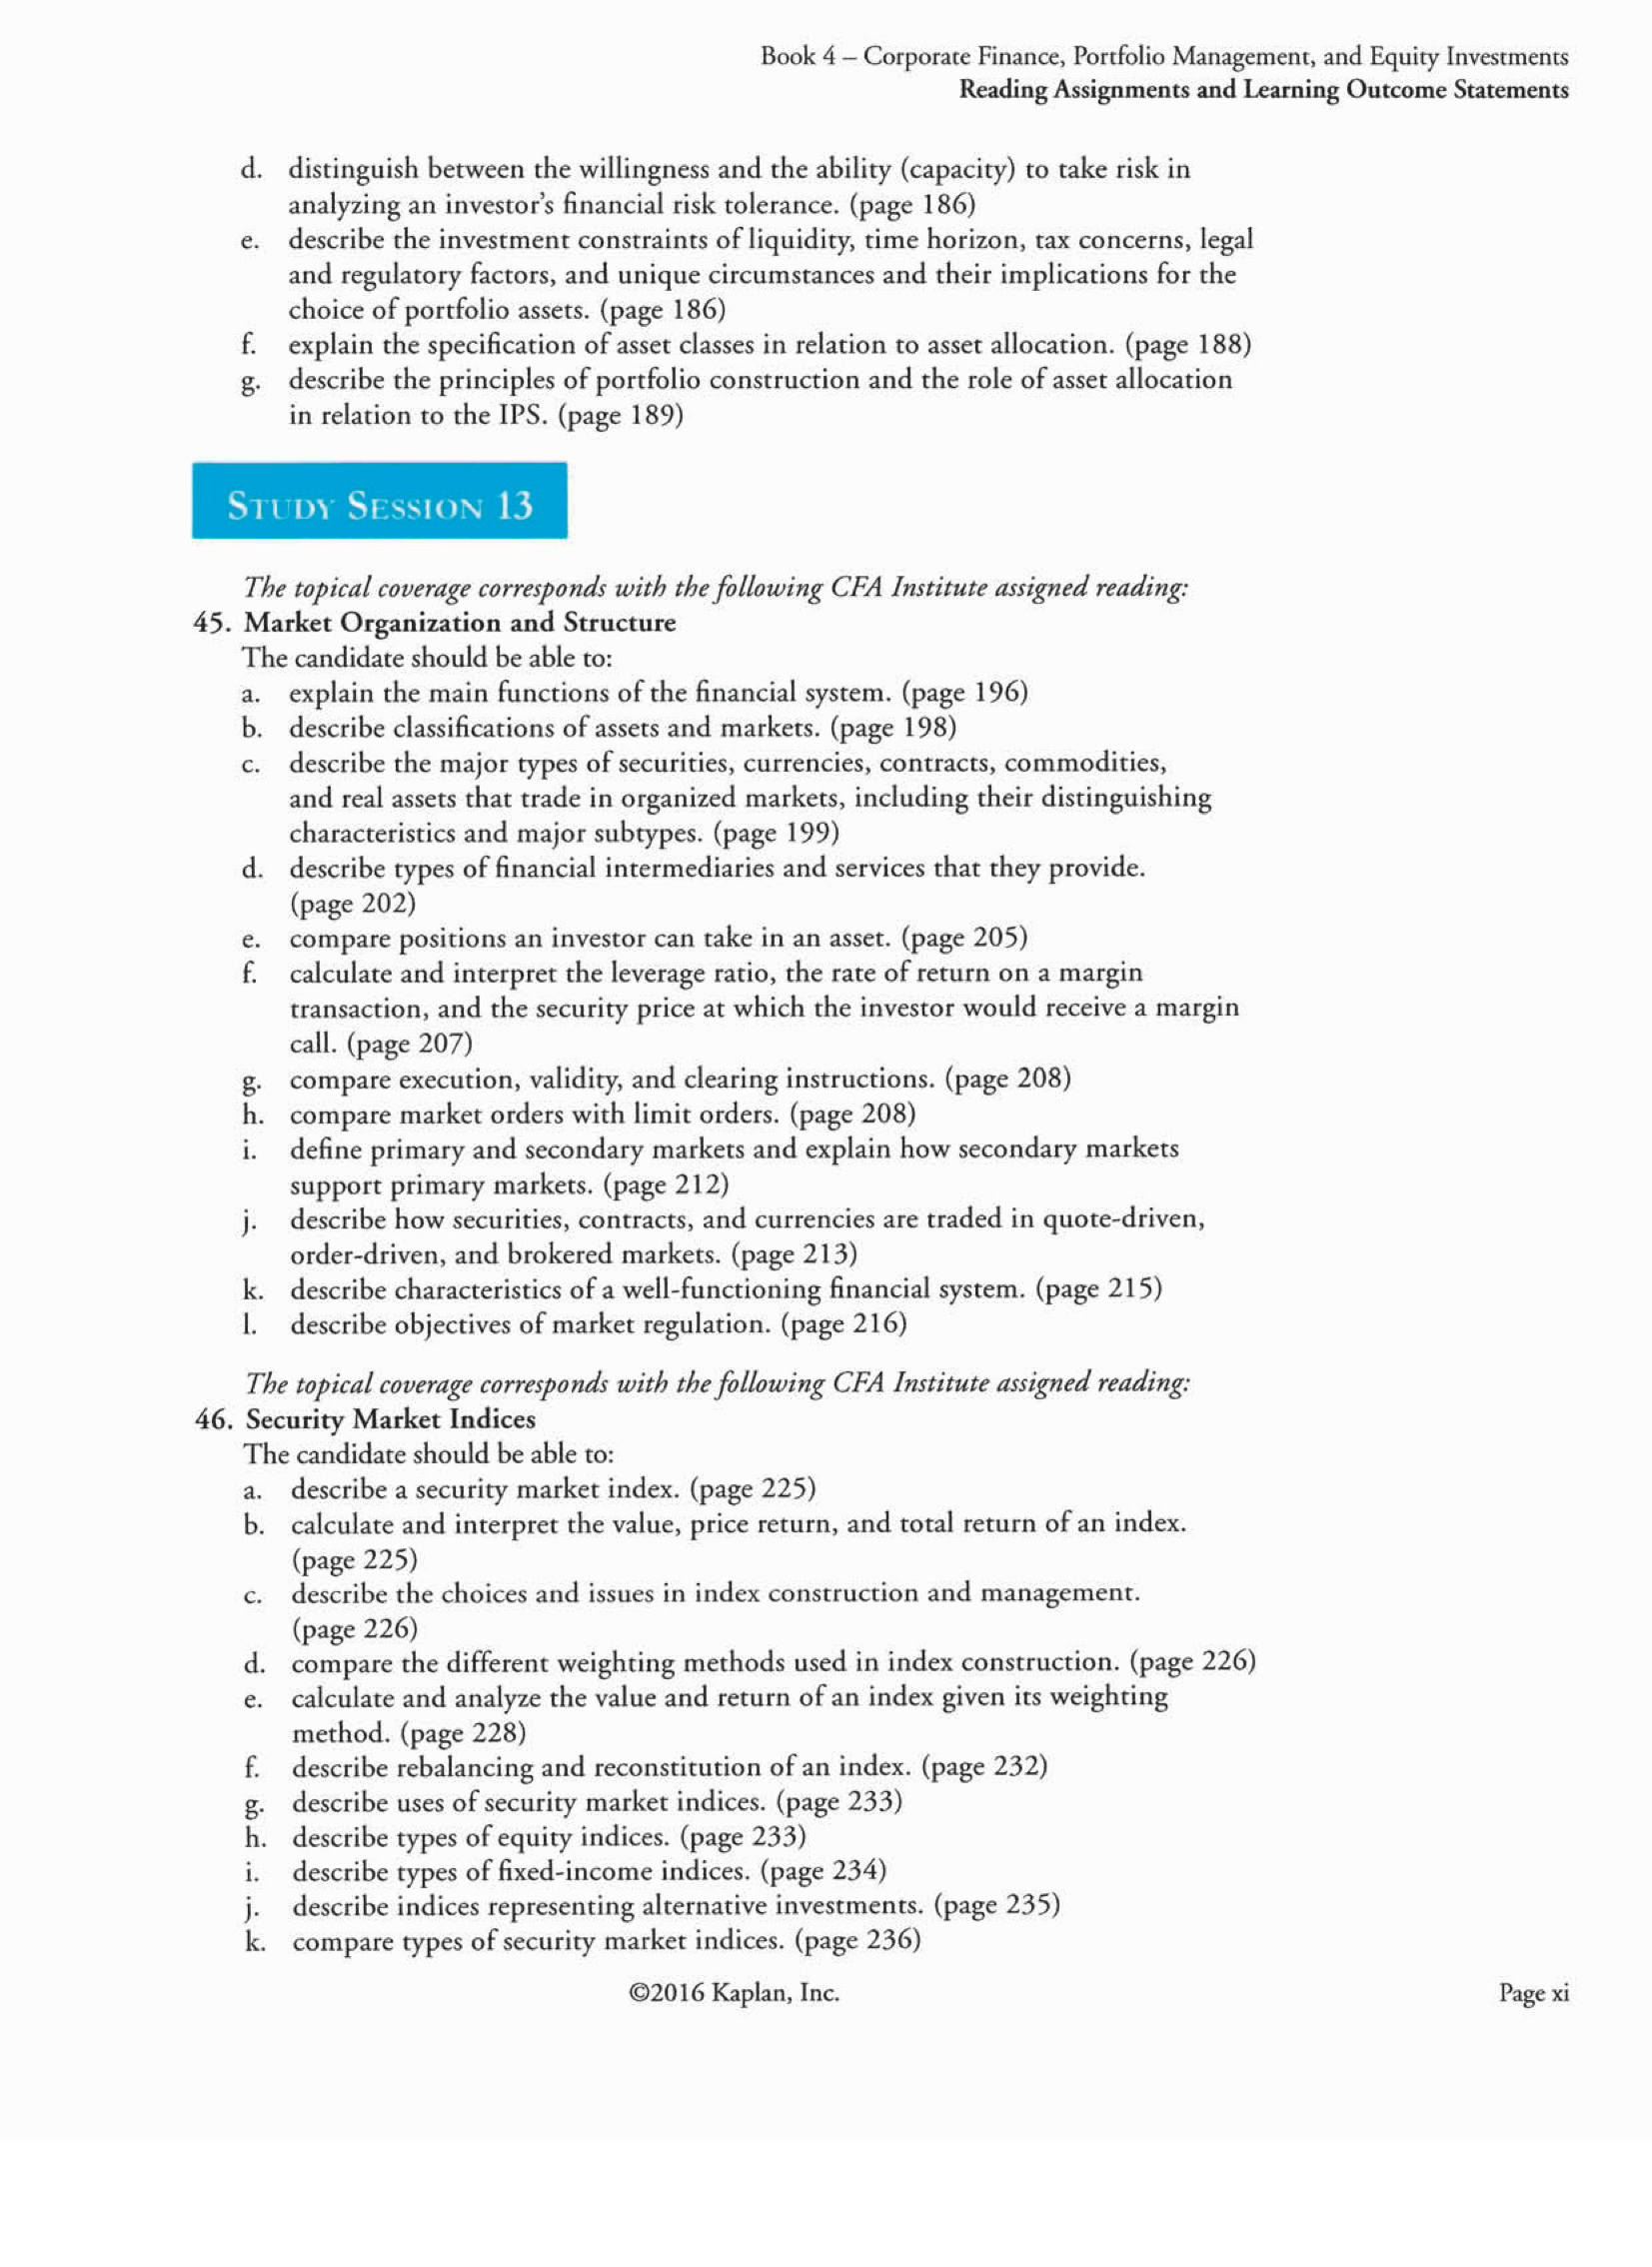 Book 4 – Corporate Finance, Portfolio Management, and Equity Investments
Reading Assignments and Learning Outcome Statements
d. distinguish between the willingness and the ability (capacity) to take risk in
analyzing an investor's financial risk tolerance. (page 186)
e. describe the investment constraints of liquidity, time horizon, tax concerns, legal
and regulatory factors, and unique circumstances and their implications for the
choice of portfolio assets. (page 186)
f. explain the specification of asset classes in relation to asset allocation. (page 188)
g. describe the principles of portfolio construction and the role of asset allocation
in relation to the IPS. (page 189)
STUDY SESSION 13
The topical coverage corresponds with the following CFA Institute assigned reading:
45. Market Organization and Structure
The candidate should be able to:
a. explain the main functions of the financial system. (page 196)
b. describe classifications of assets and markets. (page 198)
c. describe the major types of securities, currencies, contracts, commodities,
and real assets that trade in organized markets, including their distinguishing
characteristics and major subtypes. (page 199)
d. describe types of financial intermediaries and services that they provide.
(page 202)
e. compare positions an investor can take in an asset. (page 205)
f. calculate and interpret the leverage ratio, the rate of return on a margin
transaction, and the security price at which the investor would receive a margin
call. (page 207)
g. compare execution, validity, and clearing instructions. (page 208)
h. compare market orders with limit orders. (page 208)
i. define primary and secondary markets and explain how secondary markets
support primary markets. (page 212)
j. describe how securities, contracts, and currencies are traded in quote-driven,
order-driven, and brokered markets. (page 213)
k. describe characteristics of a well-functioning financial system. (page 215)
l. describe objectives of market regulation. (page 216)
The topical coverage corresponds with the following CFA Institute assigned reading:
46. Security Market Indices
The candidate should be able to:
a. describe a security market index. (page 225)
b. calculate and interpret the value, price return, and total return of an index.
(page 225)
c. describe the choices and issues in index construction and management.
(page 226)
d. compare the different weighting methods used in index construction. (page 226)
e. calculate and analyze the value and return of an index given its weighting
method. (page 228)
f. describe rebalancing and reconstitution of an index. (page 232)
g. describe uses of security market indices. (page 233)
h. describe types of equity indices. (page 233)
i. describe types of fixed-income indices. (page 234)
j. describe indices representing alternative investments. (page 235)
k. compare types of security market indices. (page 236)
©2016 Kaplan, Inc.
Page xi